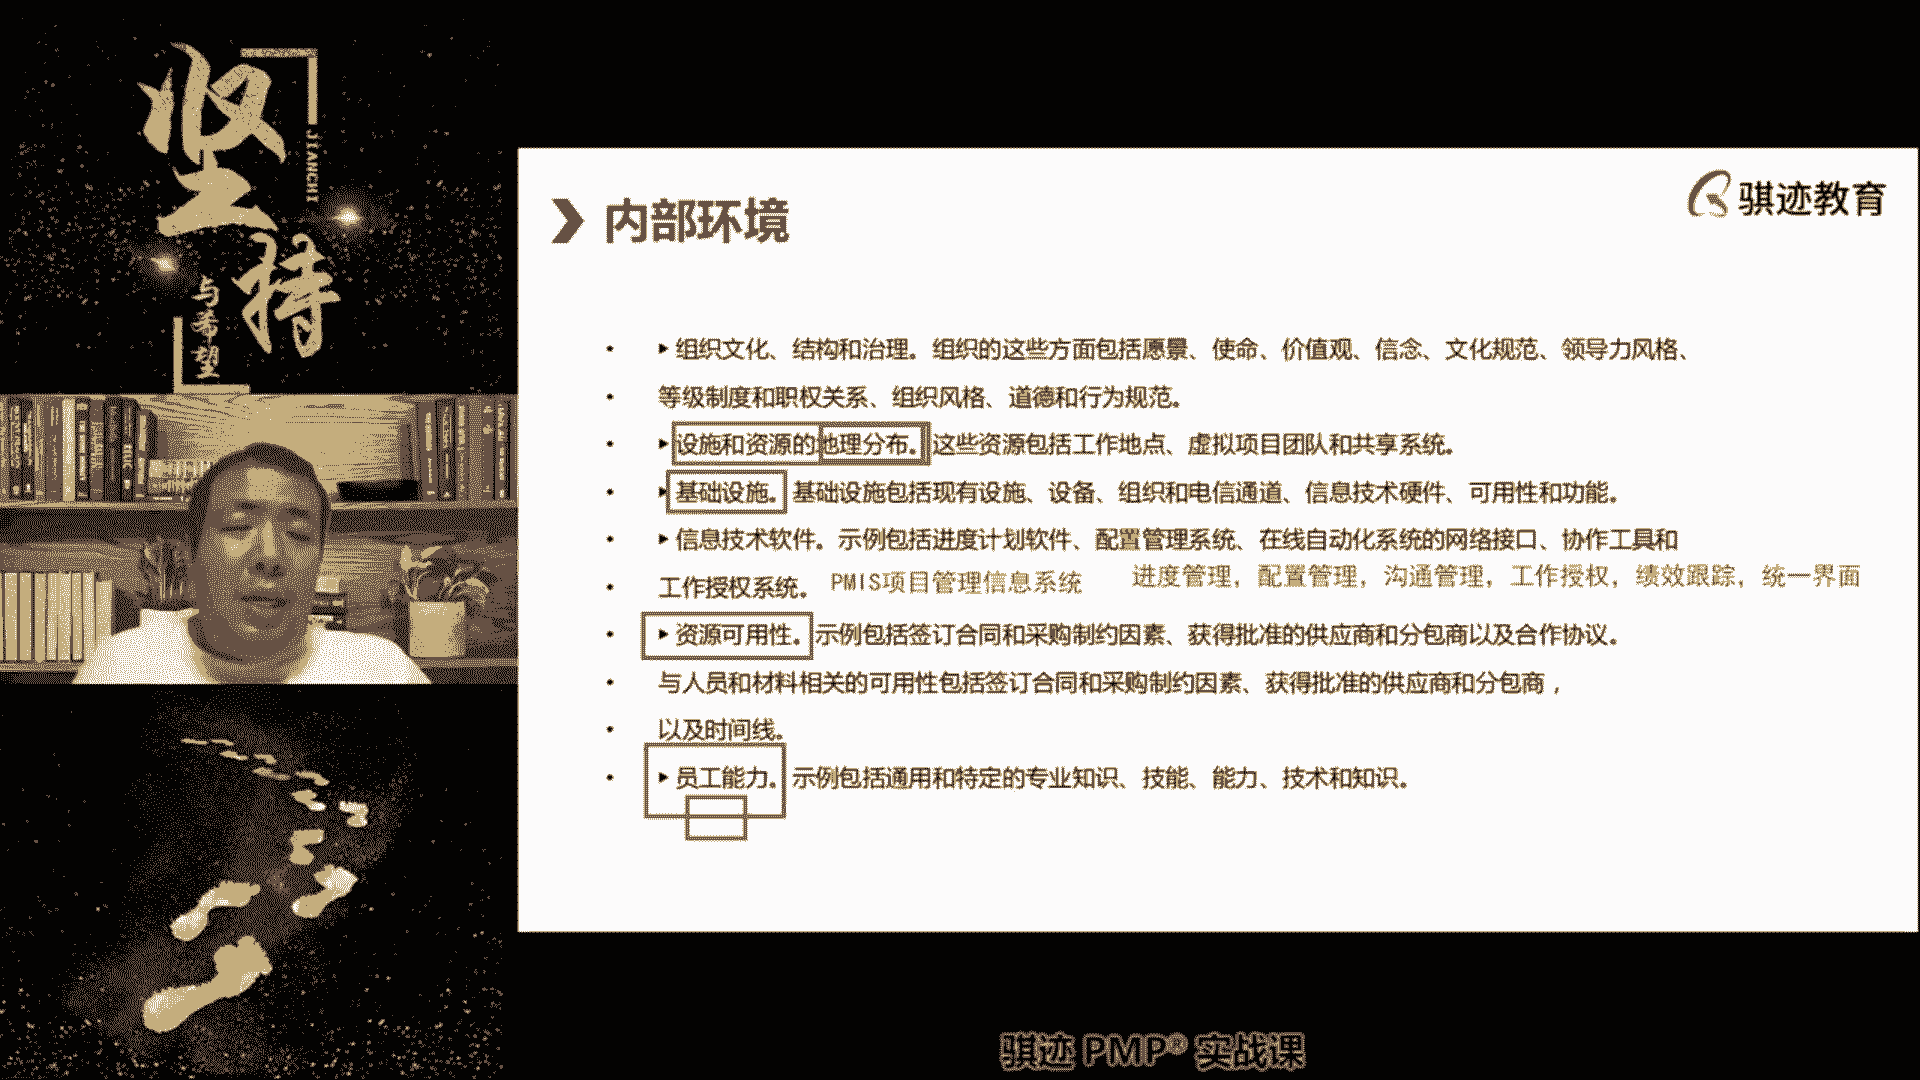 坚持
JIANCHI
与希望
骐迹教育
内部环境
组织文化、结构和治理。组织的这些方面包括愿景、使命、价值观、信念、文化规范、领导力风格、
等级制度和职权关系、组织风格、道德和行为规范。
设施和资源的地理分布。这些资源包括工作地点、虚拟项目团队和共享系统。
基础设施。基础设施包括现有设施、设备、组织和电信通道、信息技术硬件、可用性和功能。
信息技术软件。示例包括进度计划软件、配置管理系统、在线自动化系统的网络接口、协作工具和
工作授权系统。 PMIS项目管理信息系统 进度管理，配置管理，沟通管理，工作授权，绩效跟踪，统一界面
资源可用性。示例包括签订合同和采购制约因素、获得批准的供应商和分包商以及合作协议。
与人员和材料相关的可用性包括签订合同和采购制约因素、获得批准的供应商和分包商，
以及时间线。
员工能力。示例包括通用和特定的专业知识、技能、能力、技术和知识。
骐迹 PMP® 实战课